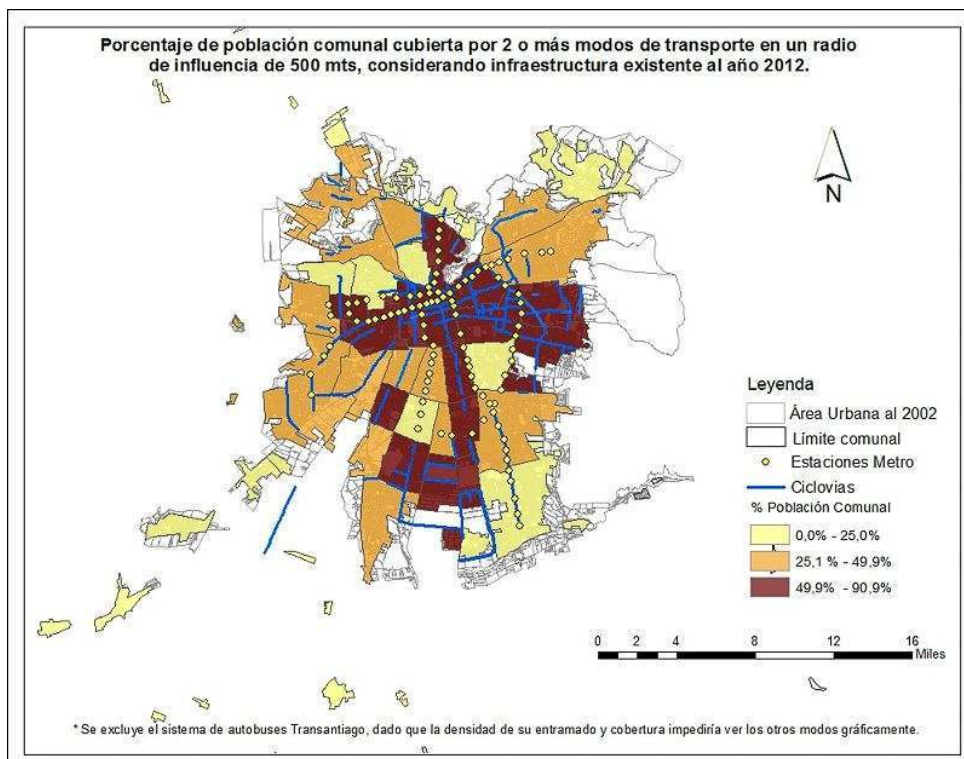 Porcentaje de población comunal cubierta por 2 o más modos de transporte en un radio
de influencia de 500 mts, considerando infraestructura existente al año 2012.
N
Leyenda
Área Urbana al 2002
Límite comunal
Estaciones Metro
Ciclovias
% Población Comunal
0,0% - 25,0%
25,1 % - 49,9%
49,9% - 90,9%
0 2 4 8 12 16
Miles
* Se excluye el sistema de autobuses Transantiago, dado que la densidad de su entramado y cobertura impediría ver los otros modos gráficamente.